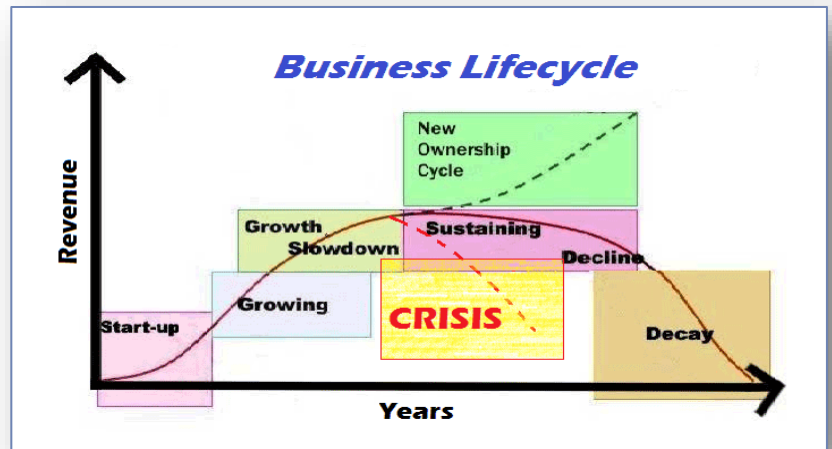 Business Lifecycle
New
Ownership
Cycle
Revenue
Growth
Slowdown
Sustaining
Decline
Growing
CRISIS
Start-up
Decay
Years